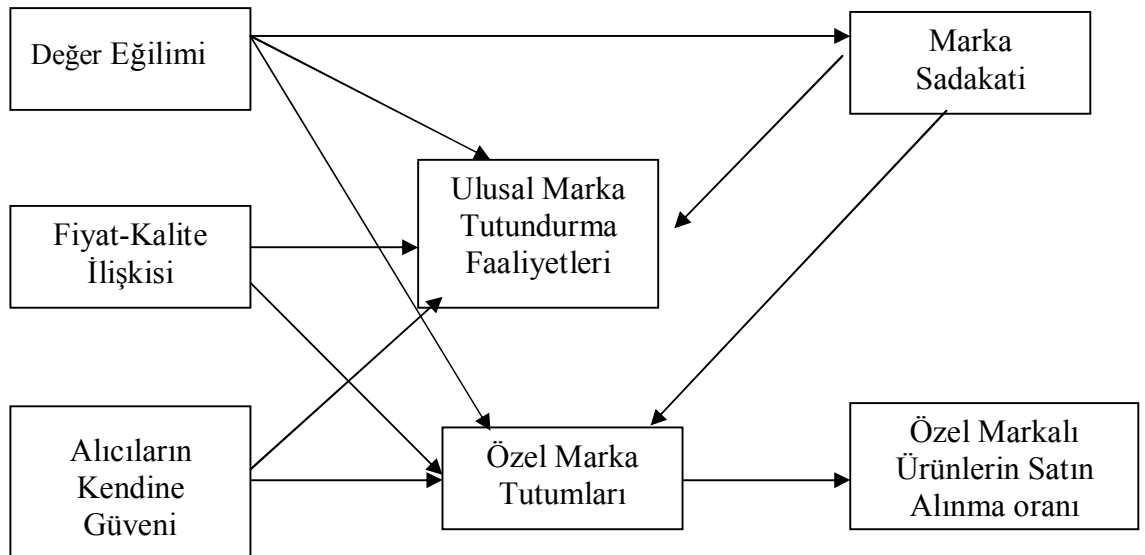 Değer Eğilimi
Marka
Sadakati
Ulusal Marka
Tutundurma
Faaliyetleri
Fiyat-Kalite
İlişkisi
Alıcıların
Kendine
Güveni
Özel Marka
Tutumları
Özel Markalı
Ürünlerin Satın
Alınma oranı